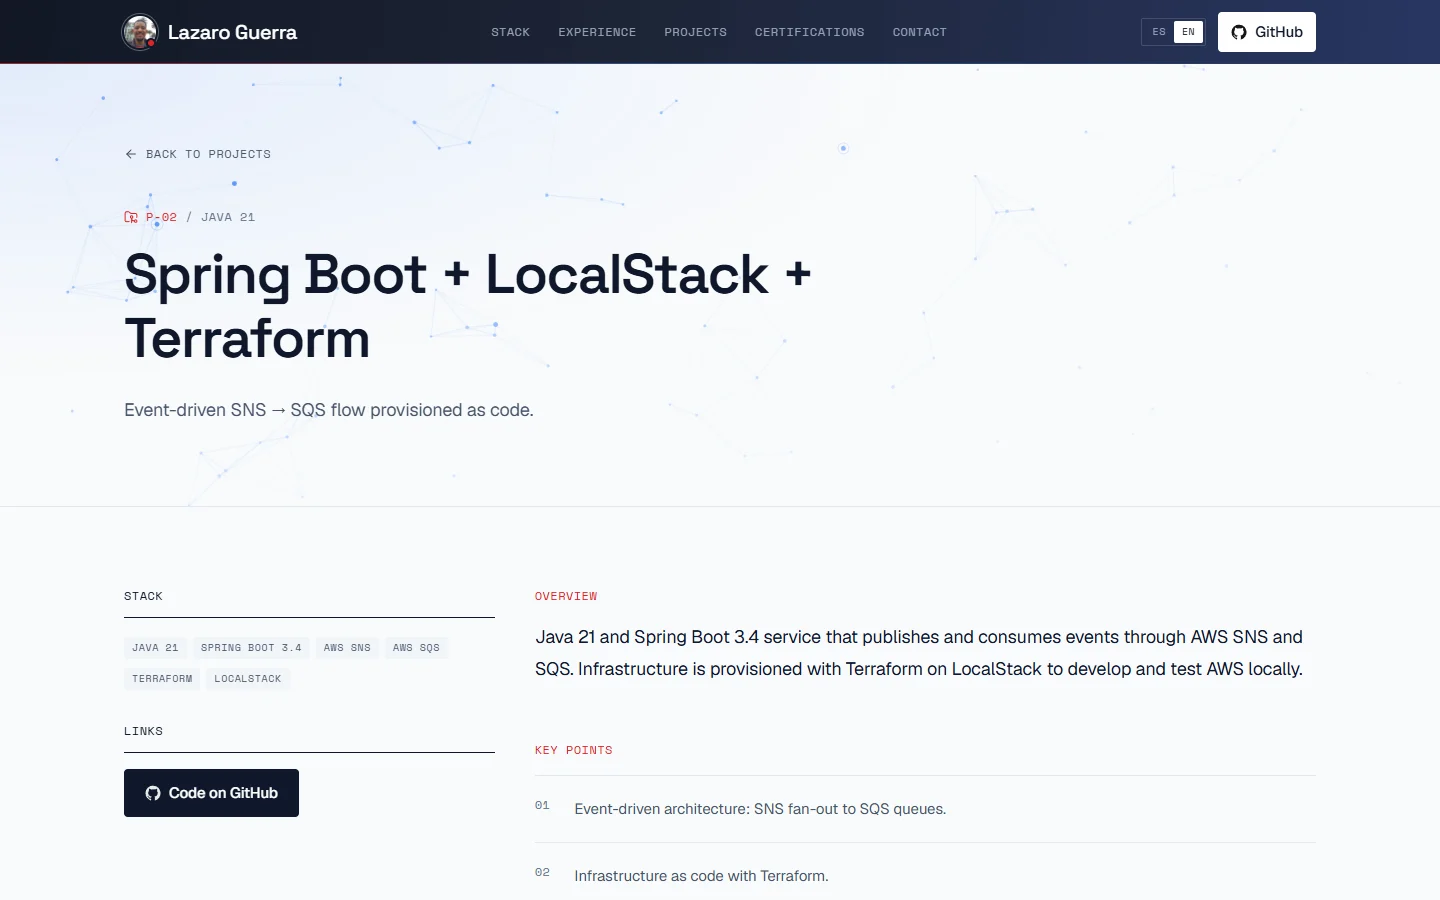 Lazaro Guerra
STACK
EXPERIENCE
PROJECTS
CERTIFICATIONS
CONTACT
ES
EN
GitHub
← BACK TO PROJECTS
P-02 / JAVA 21
Spring Boot + LocalStack +
Terraform
Event-driven SNS → SQS flow provisioned as code.
STACK
JAVA 21
SPRING BOOT 3.4
AWS SNS
AWS SQS
TERRAFORM
LOCALSTACK
LINKS
Code on GitHub
OVERVIEW
Java 21 and Spring Boot 3.4 service that publishes and consumes events through AWS SNS and
SQS. Infrastructure is provisioned with Terraform on LocalStack to develop and test AWS locally.
KEY POINTS
01 Event-driven architecture: SNS fan-out to SQS queues.
02 Infrastructure as code with Terraform.